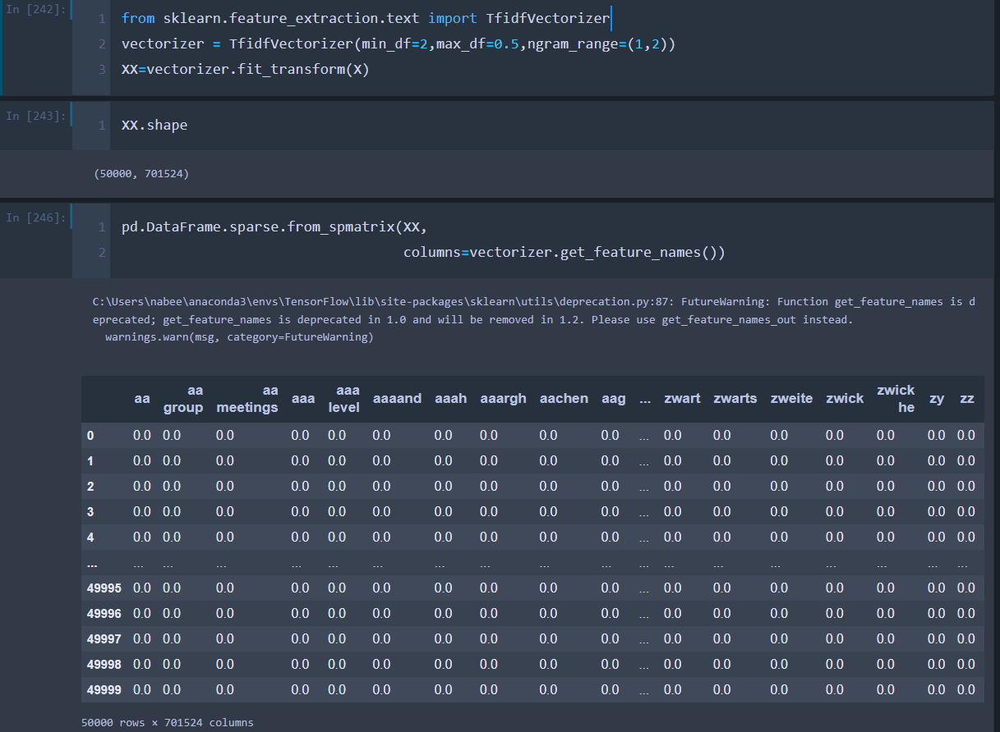 In [242]:
1 from sklearn.feature_extraction.text import TfidfVectorizer
2 vectorizer = TfidfVectorizer(min_df=2,max_df=0.5,ngram_range=(1,2))
3 XX=vectorizer.fit_transform(X)
In [243]:
1 XX.shape
(50000, 701524)
In [246]:
1 pd.DataFrame.sparse.from_spmatrix(XX,
2 columns=vectorizer.get_feature_names())
C:\Users\nabee\anaconda3\envs\TensorFlow\lib\site-packages\sklearn\utils\deprecation.py:87: FutureWarning: Function get_feature_names is d
eprecated; get_feature_names is deprecated in 1.0 and will be removed in 1.2. Please use get_feature_names_out instead.
warnings.warn(msg, category=FutureWarning)
aa aa group aa meetings aaa aaa level aaaand aaah aaargh aachen aag ... zwart zwarts zweite zwick zwick he zy zz
0 0.0 0.0 0.0 0.0 0.0 0.0 0.0 0.0 0.0 0.0 ... 0.0 0.0 0.0 0.0 0.0 0.0 0.0
1 0.0 0.0 0.0 0.0 0.0 0.0 0.0 0.0 0.0 0.0 ... 0.0 0.0 0.0 0.0 0.0 0.0 0.0
2 0.0 0.0 0.0 0.0 0.0 0.0 0.0 0.0 0.0 0.0 ... 0.0 0.0 0.0 0.0 0.0 0.0 0.0
3 0.0 0.0 0.0 0.0 0.0 0.0 0.0 0.0 0.0 0.0 ... 0.0 0.0 0.0 0.0 0.0 0.0 0.0
4 0.0 0.0 0.0 0.0 0.0 0.0 0.0 0.0 0.0 0.0 ... 0.0 0.0 0.0 0.0 0.0 0.0 0.0
... ... ... ... ... ... ... ... ... ... ... ... ... ... ... ... ... ... ...
49995 0.0 0.0 0.0 0.0 0.0 0.0 0.0 0.0 0.0 0.0 ... 0.0 0.0 0.0 0.0 0.0 0.0 0.0
49996 0.0 0.0 0.0 0.0 0.0 0.0 0.0 0.0 0.0 0.0 ... 0.0 0.0 0.0 0.0 0.0 0.0 0.0
49997 0.0 0.0 0.0 0.0 0.0 0.0 0.0 0.0 0.0 0.0 ... 0.0 0.0 0.0 0.0 0.0 0.0 0.0
49998 0.0 0.0 0.0 0.0 0.0 0.0 0.0 0.0 0.0 0.0 ... 0.0 0.0 0.0 0.0 0.0 0.0 0.0
49999 0.0 0.0 0.0 0.0 0.0 0.0 0.0 0.0 0.0 0.0 ... 0.0 0.0 0.0 0.0 0.0 0.0 0.0
50000 rows × 701524 columns